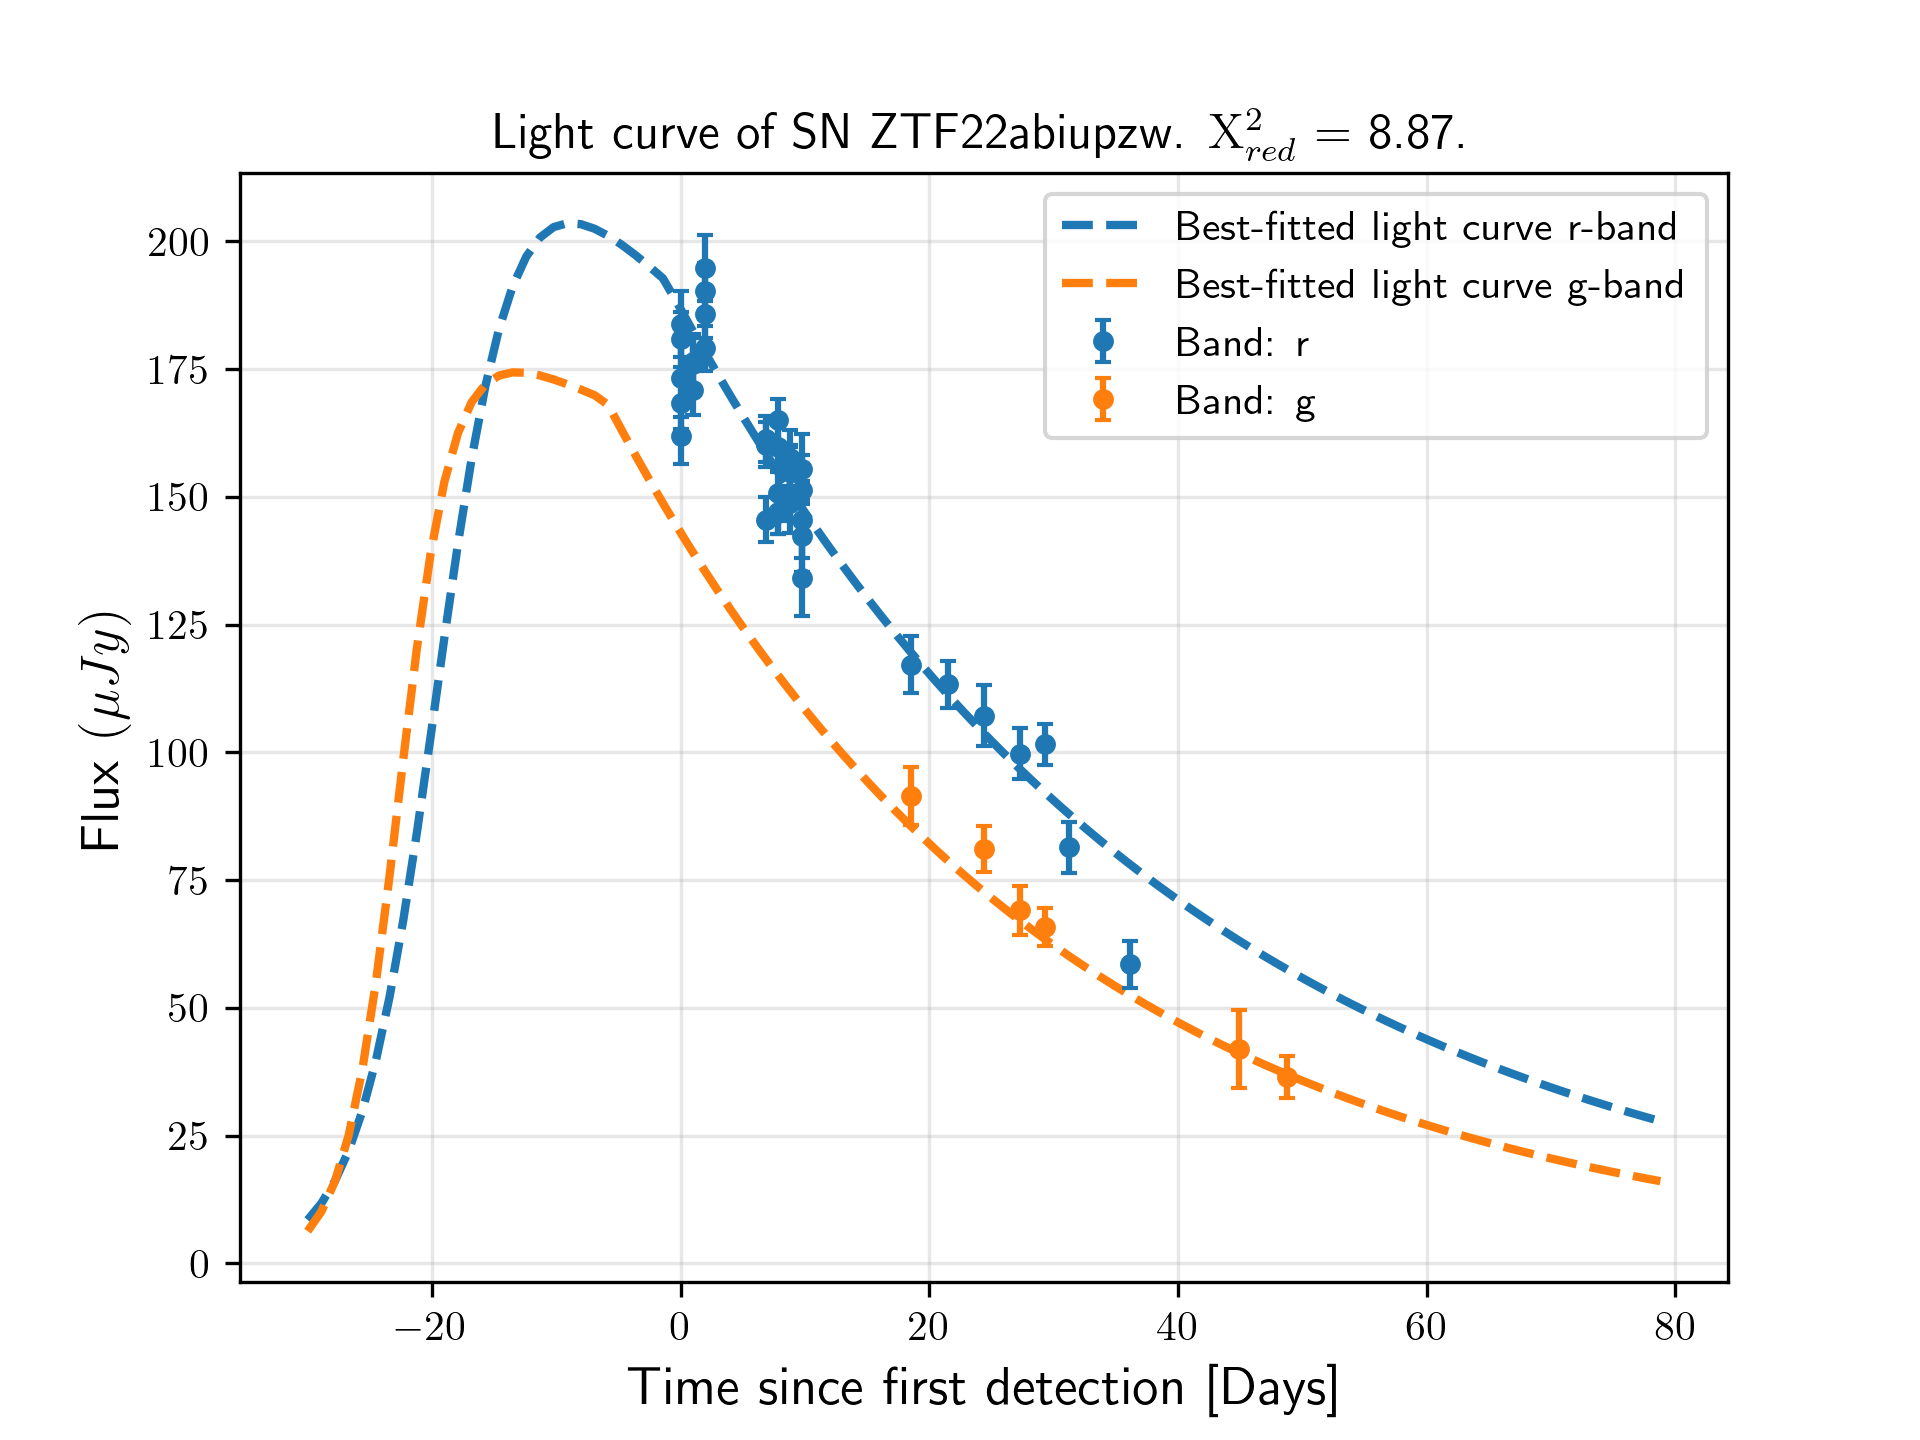 Light curve of SN ZTF22abiupzw. X²_red = 8.87.
Best-fitted light curve r-band
Best-fitted light curve g-band
Band: r
Band: g
Flux (μJy)
200
175
150
125
100
75
50
25
0
−20 0 20 40 60 80
Time since first detection [Days]